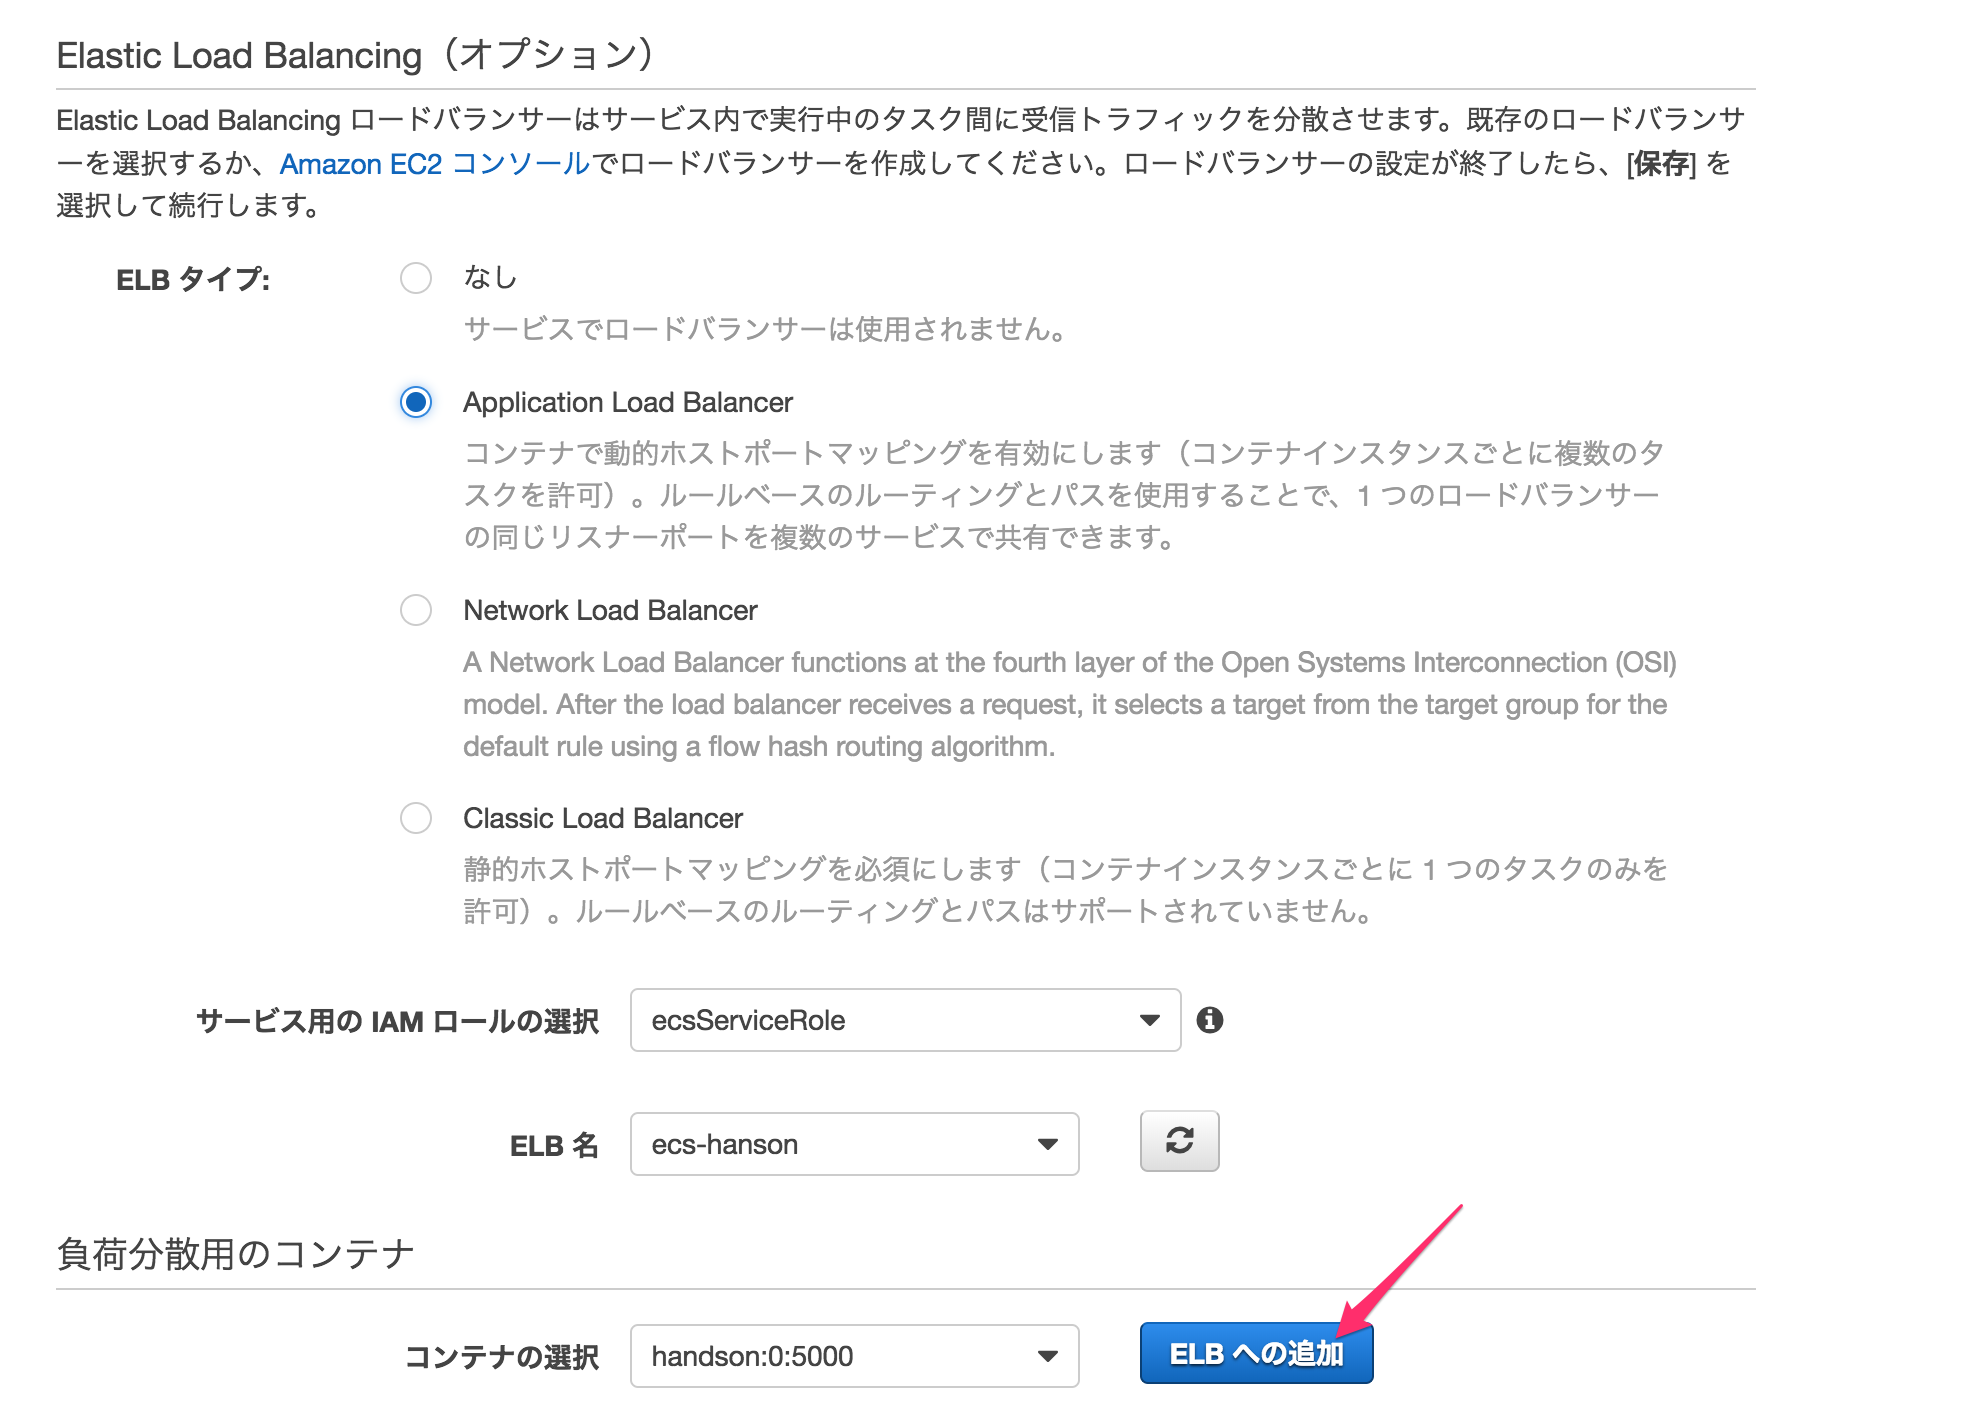 Elastic Load Balancing（オプション）
Elastic Load Balancing ロードバランサーはサービス内で実行中のタスク間に受信トラフィックを分散させます。既存のロードバランサ
ーを選択するか、Amazon EC2 コンソールでロードバランサーを作成してください。ロードバランサーの設定が終了したら、[保存] を
選択して続行します。
ELB タイプ:
なし
サービスでロードバランサーは使用されません。
Application Load Balancer
コンテナで動的ホストポートマッピングを有効にします（コンテナインスタンスごとに複数のタ
スクを許可）。ルールベースのルーティングとパスを使用することで、1 つのロードバランサー
の同じリスナーポートを複数のサービスで共有できます。
Network Load Balancer
A Network Load Balancer functions at the fourth layer of the Open Systems Interconnection (OSI)
model. After the load balancer receives a request, it selects a target from the target group for the
default rule using a flow hash routing algorithm.
Classic Load Balancer
静的ホストポートマッピングを必須にします（コンテナインスタンスごとに 1 つのタスクのみを
許可）。ルールベースのルーティングとパスはサポートされていません。
サービス用の IAM ロールの選択 ecsServiceRole
ELB 名 ecs-hanson
負荷分散用のコンテナ
コンテナの選択 handson:0:5000 ELB への追加